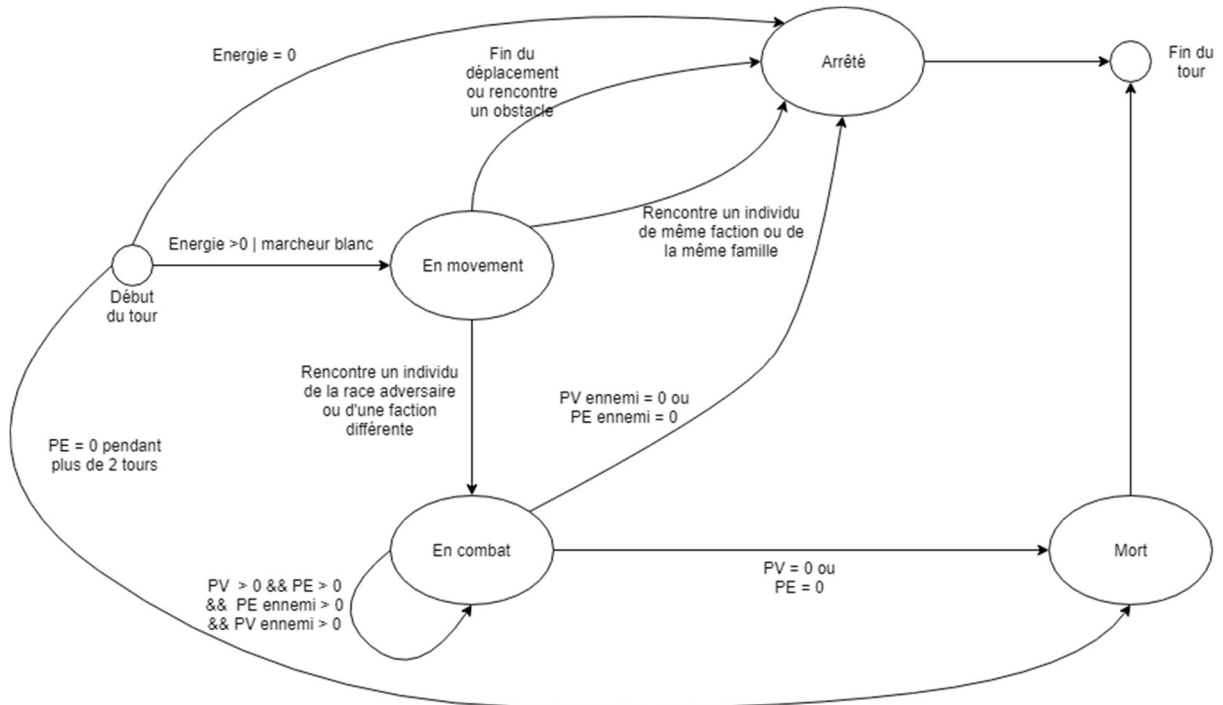 Energie = 0
Fin du
déplacement
ou rencontre
un obstacle
Arrêté
Fin du
tour
Rencontre un individu
de même faction ou de
la même famille
Energie >0 | marcheur blanc
En movement
Début
du tour
Rencontre un individu
de la race adversaire
ou d'une faction
différente
PV ennemi = 0 ou
PE ennemi = 0
PE = 0 pendant
plus de 2 tours
En combat
Mort
PV = 0 ou
PE = 0
PV > 0 && PE > 0
&& PE ennemi > 0
&& PV ennemi > 0